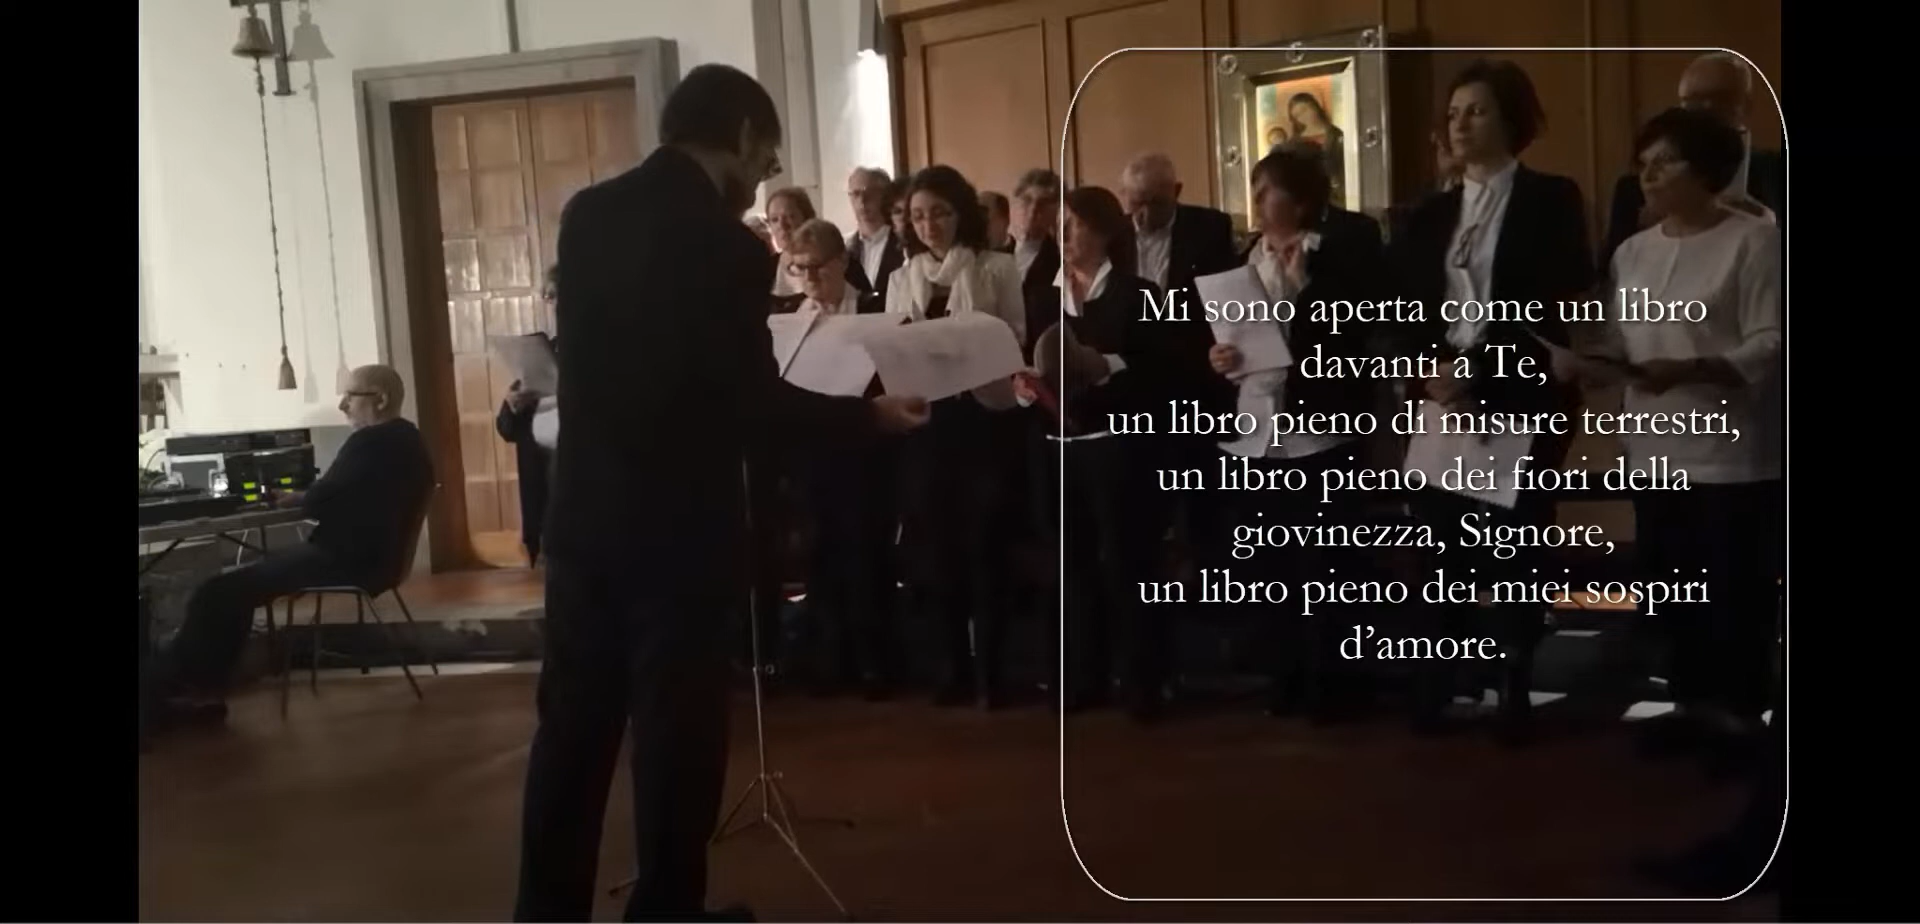 Mi sono aperta come un libro
davanti a Te,
un libro pieno di misure terrestri,
un libro pieno dei fiori della
giovinezza, Signore,
un libro pieno dei miei sospiri
d’amore.